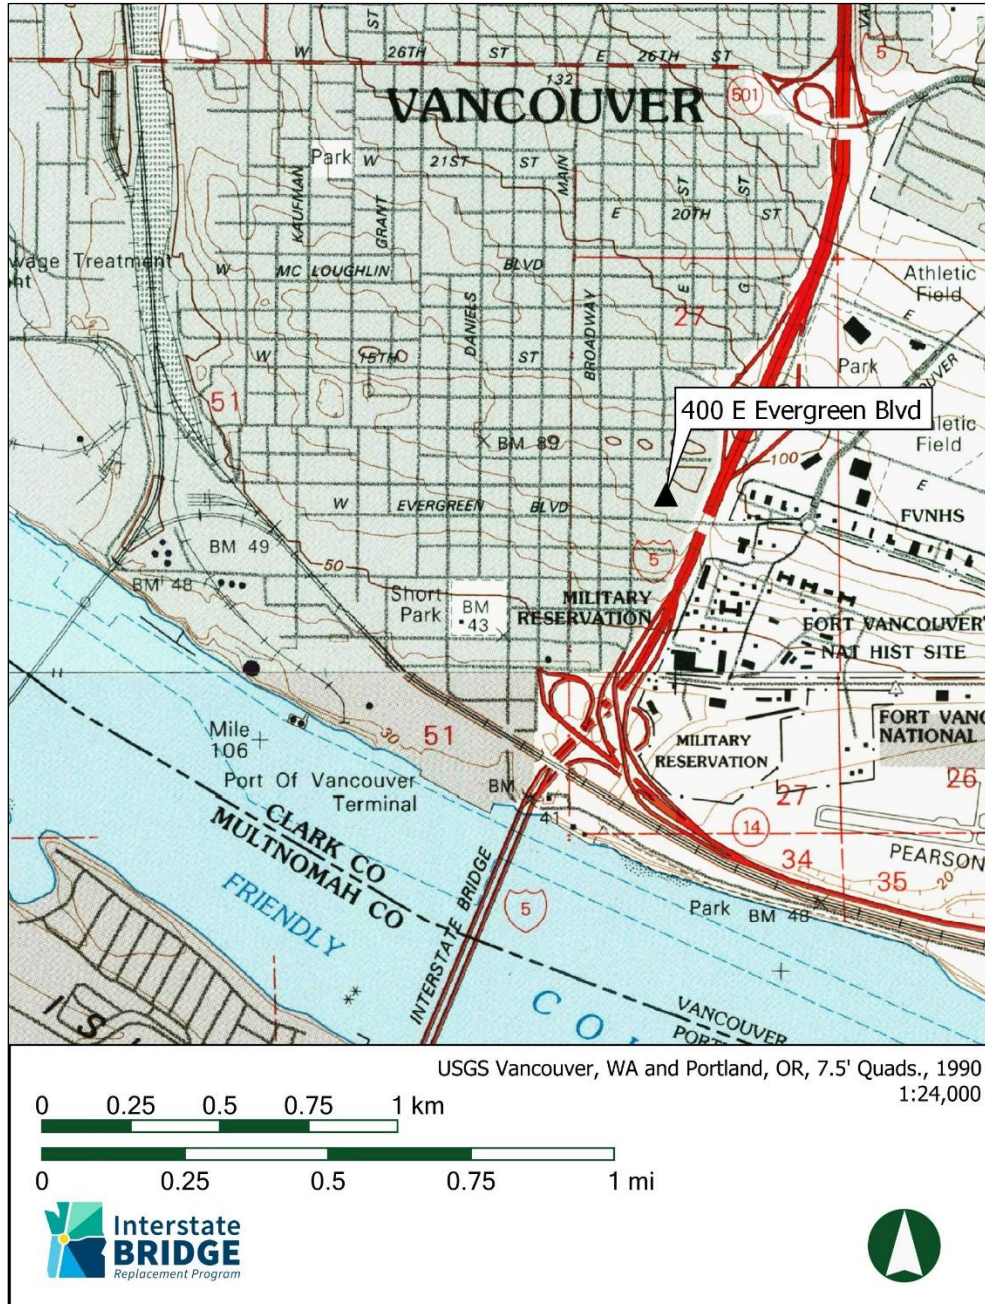 W 26TH ST E 26TH ST
ST
132
5
501
VANCOUVER
Park
W 21ST ST
KAUFMAN
GRANT
MAIN
ST
ST
E 20TH ST
wage Treatment
nt
W MC LOUGHLIN BLVD
DANIELS
BROADWAY
E
G
27
Athletic
Field
E
W 15TH ST
Park
51
400 E Evergreen Blvd
BM 89
100
Field
E
W EVERGREEN BLVD
FVNHS
BM 49
BM 48
50
5
Short
Park
BM
43
MILITARY
RESERVATION
FORT VANCOUVER
NAT HIST SITE
Mile
106
30
51
Port Of Vancouver
Terminal
MILITARY
RESERVATION
FORT VANC
NATIONAL
26
27
BM
41
14
CLARK CO
MULTNOMAH CO
34
35
PEARSON
20
FRIENDLY
INTERSTATE BRIDGE
5
Park
BM 48
I S
C O
VANCOUVER
PORT
USGS Vancouver, WA and Portland, OR, 7.5' Quads., 1990
1:24,000
0 0.25 0.5 0.75 1 km
0 0.25 0.5 0.75 1 mi
Interstate
BRIDGE
Replacement Program